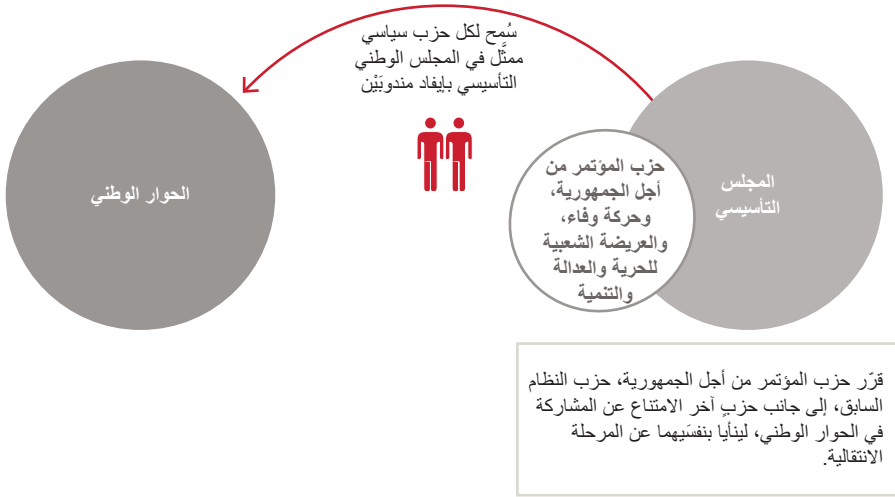 سُمح لكل حزب سياسي
ممثَّل في المجلس الوطني
التأسيسي بإيفاد مندوبَيْن
المجلس
التأسيسي
حزب المؤتمر من
أجل الجمهورية،
وحركة وفاء،
والعريضة الشعبية
للحرية والعدالة
والتنمية
الحوار الوطني
قرّر حزب المؤتمر من أجل الجمهورية، حزب النظام
السابق، إلى جانب حزبٍ آخر الامتناع عن المشاركة
في الحوار الوطني، لينأيا بنفسَيهما عن المرحلة
الانتقالية.